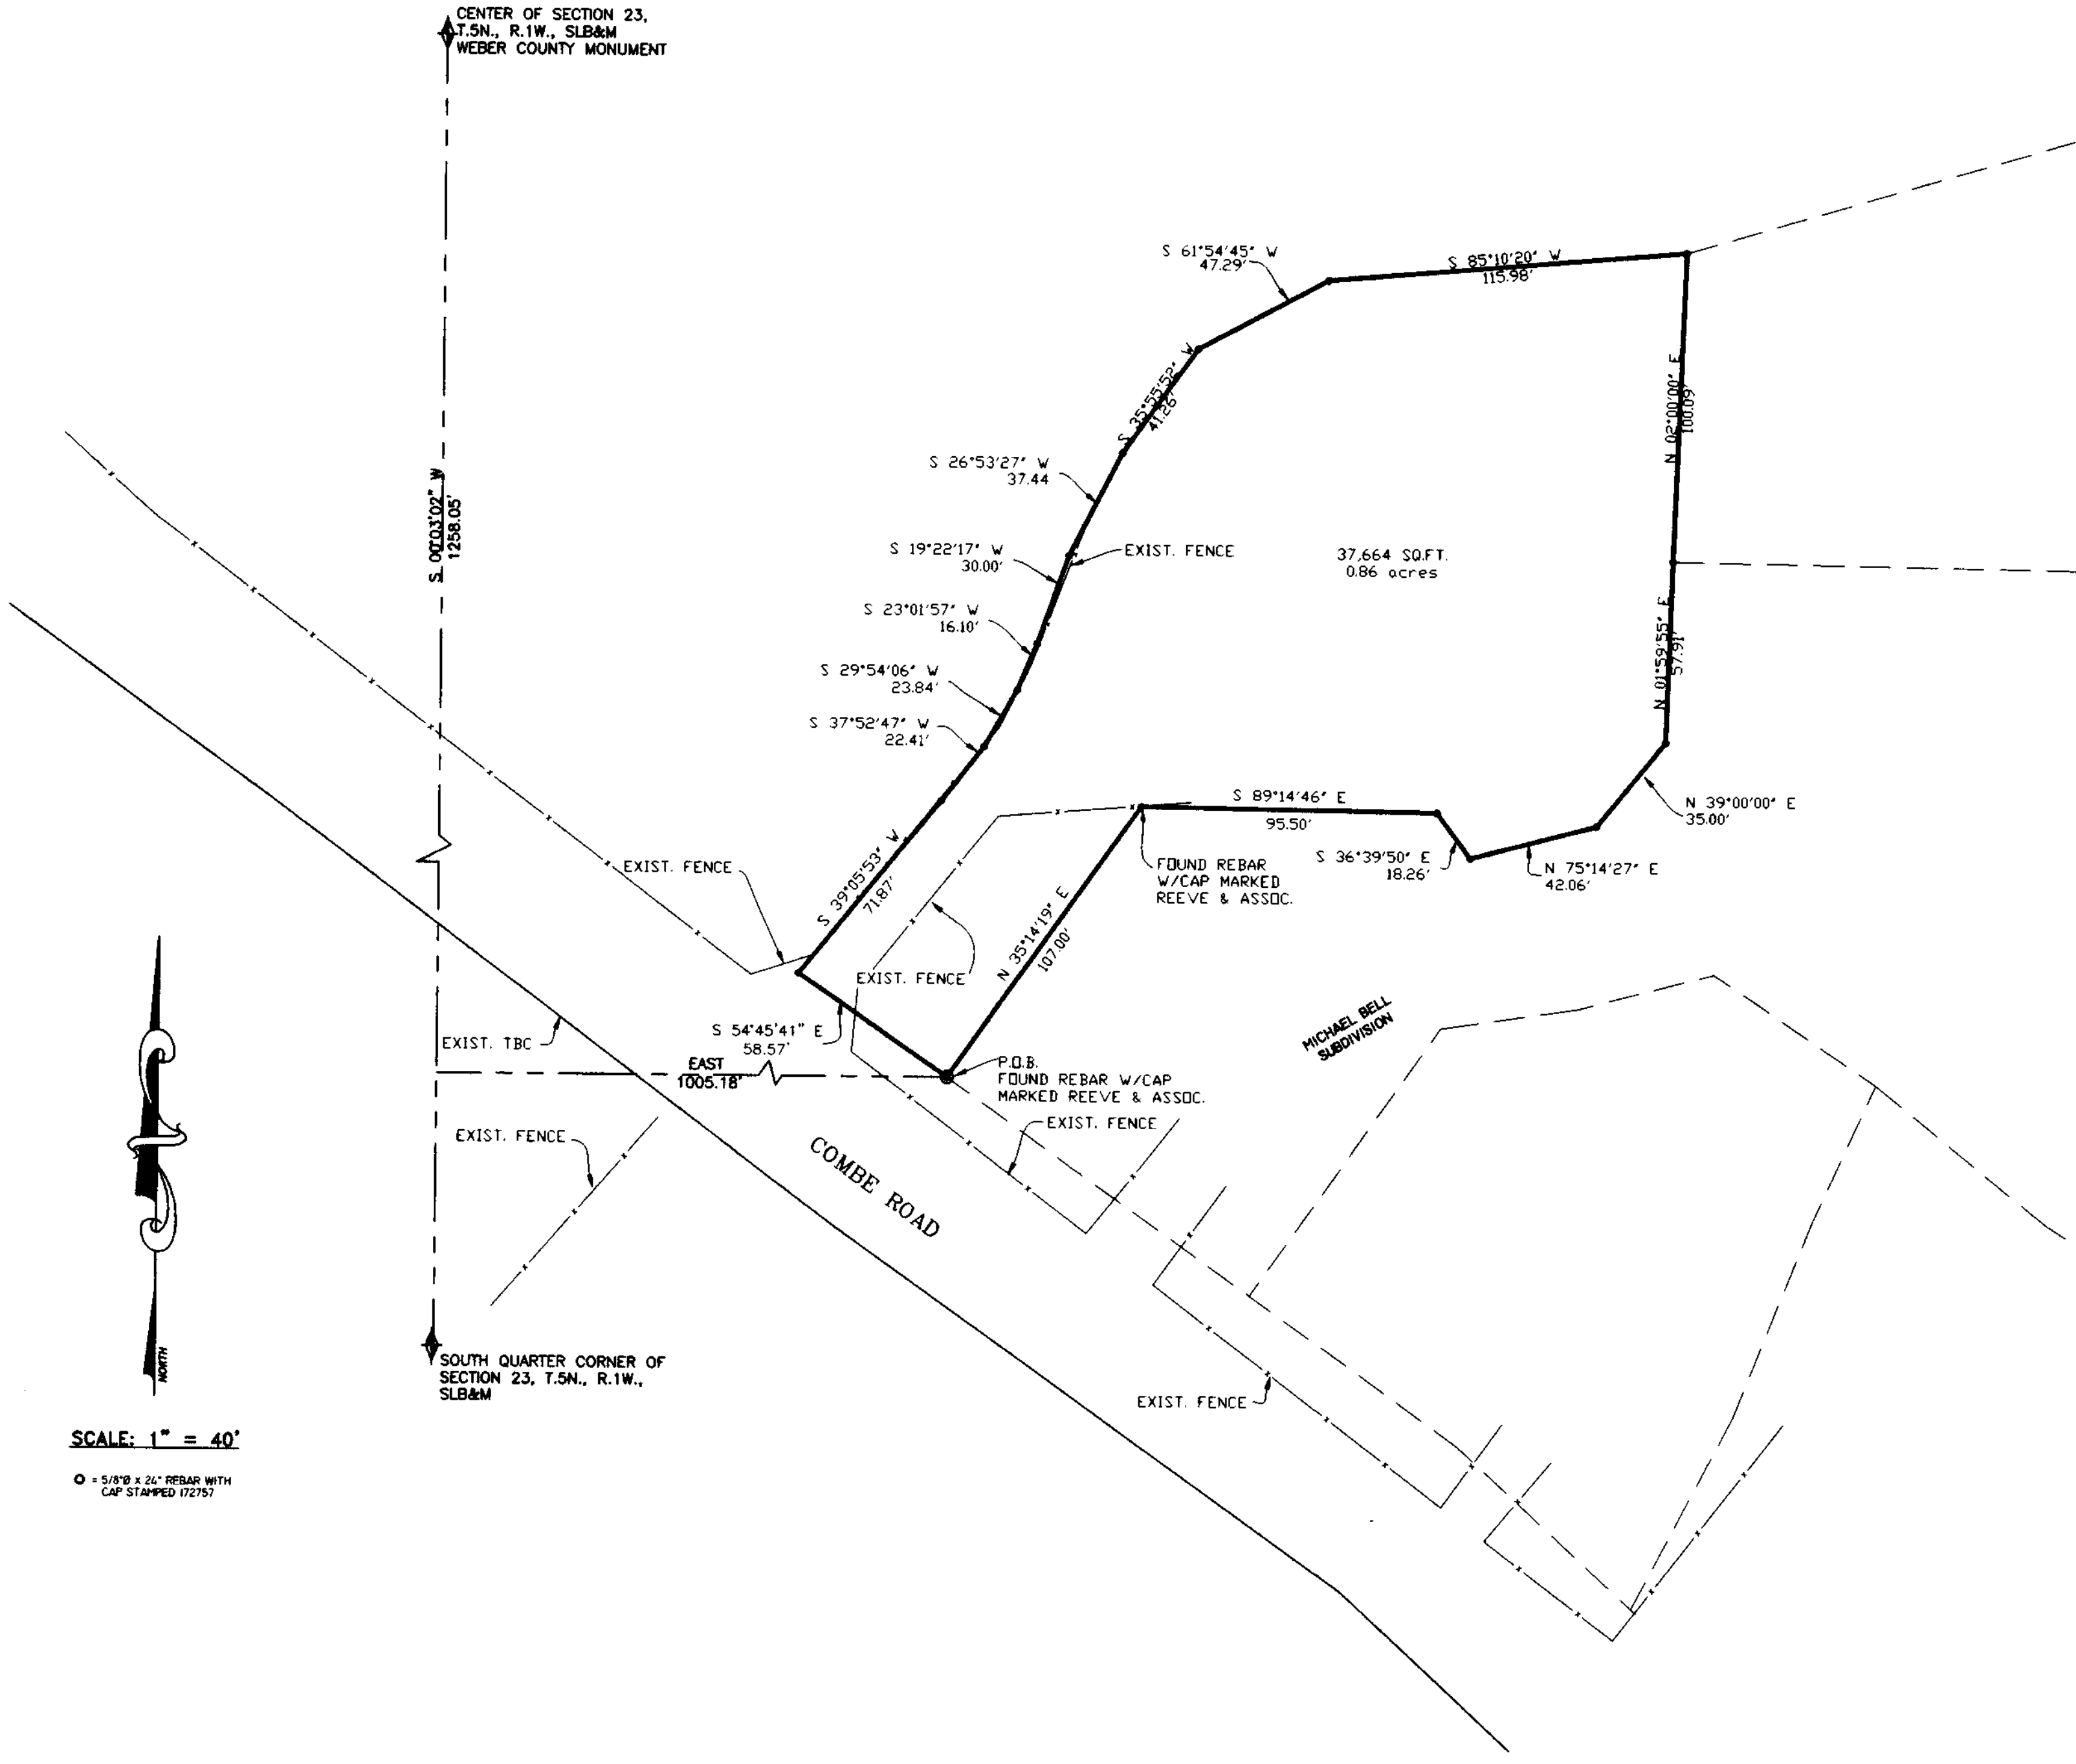 CENTER OF SECTION 23,
T.5N., R.1W., SLB&M
WEBER COUNTY MONUMENT
S 61°54'45" W
47.29'
S 85°10'20" W
115.98'
S 35°55'52" W
41.26'
N 02°00'00" E
100.09'
S 26°53'27" W
37.44
S 00°03'02" W
1258.05'
S 19°22'17" W
30.00'
EXIST. FENCE
37,664 SQ.FT.
0.86 acres
S 23°01'57" W
16.10'
N 01°59'55" E
57.91'
S 29°54'06" W
23.84'
S 37°52'47" W
22.41'
S 89°14'46" E
95.50'
N 39°00'00" E
35.00'
S 36°39'50" E
18.26'
N 75°14'27" E
42.06'
FOUND REBAR
W/CAP MARKED
REEVE & ASSOC.
EXIST. FENCE
S 39°05'53" W
71.87'
N 35°14'19" E
107.00'
EXIST. FENCE
S 54°45'41" E
58.57'
EXIST. TBC
EAST
1005.18'
P.O.B.
FOUND REBAR W/CAP
MARKED REEVE & ASSOC.
MICHAEL BELL
SUBDIVISION
EXIST. FENCE
EXIST. FENCE
COMBE ROAD
NORTH
SOUTH QUARTER CORNER OF
SECTION 23, T.5N., R.1W.,
SLB&M
EXIST. FENCE
SCALE: 1" = 40'
= 5/8"Ø x 24" REBAR WITH
CAP STAMPED 172757